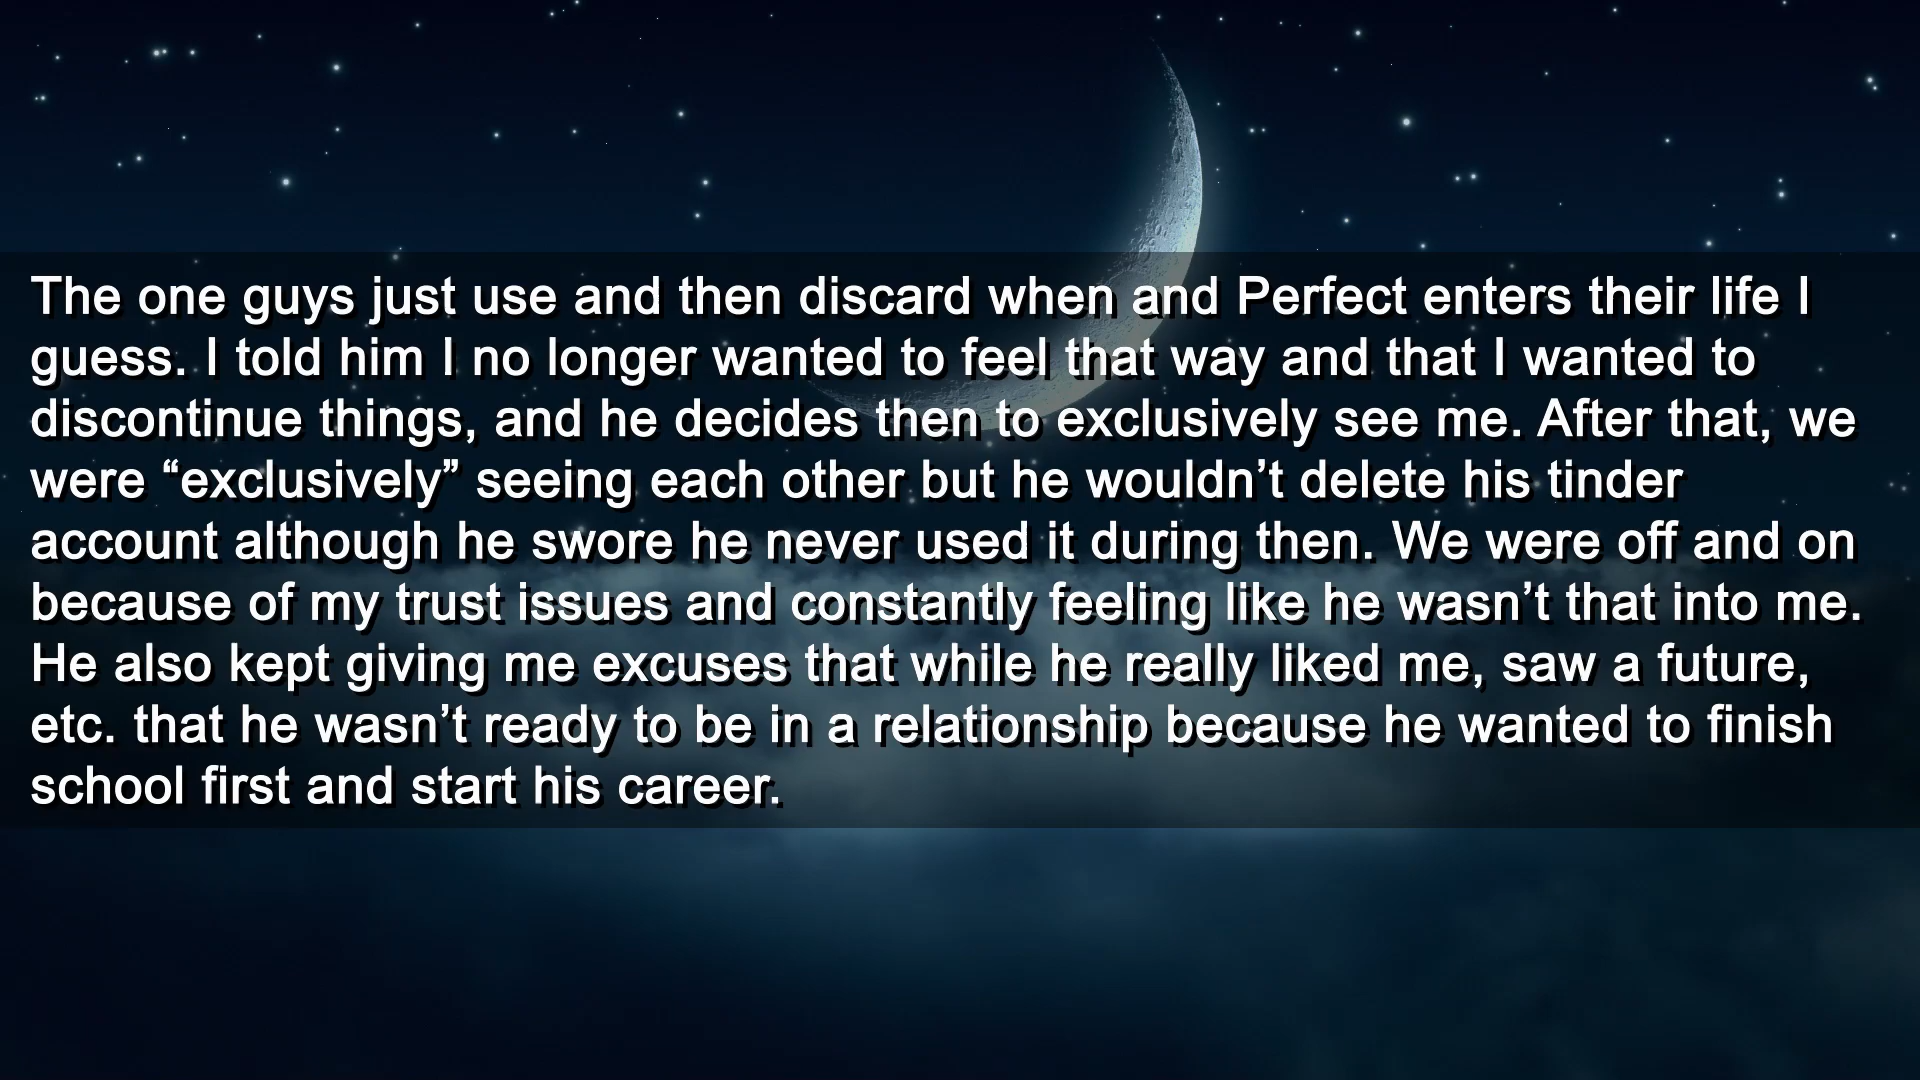 The one guys just use and then discard when and Perfect enters their life I
guess. I told him I no longer wanted to feel that way and that I wanted to
discontinue things, and he decides then to exclusively see me. After that, we
were “exclusively” seeing each other but he wouldn’t delete his tinder
account although he swore he never used it during then. We were off and on
because of my trust issues and constantly feeling like he wasn’t that into me.
He also kept giving me excuses that while he really liked me, saw a future,
etc. that he wasn’t ready to be in a relationship because he wanted to finish
school first and start his career.